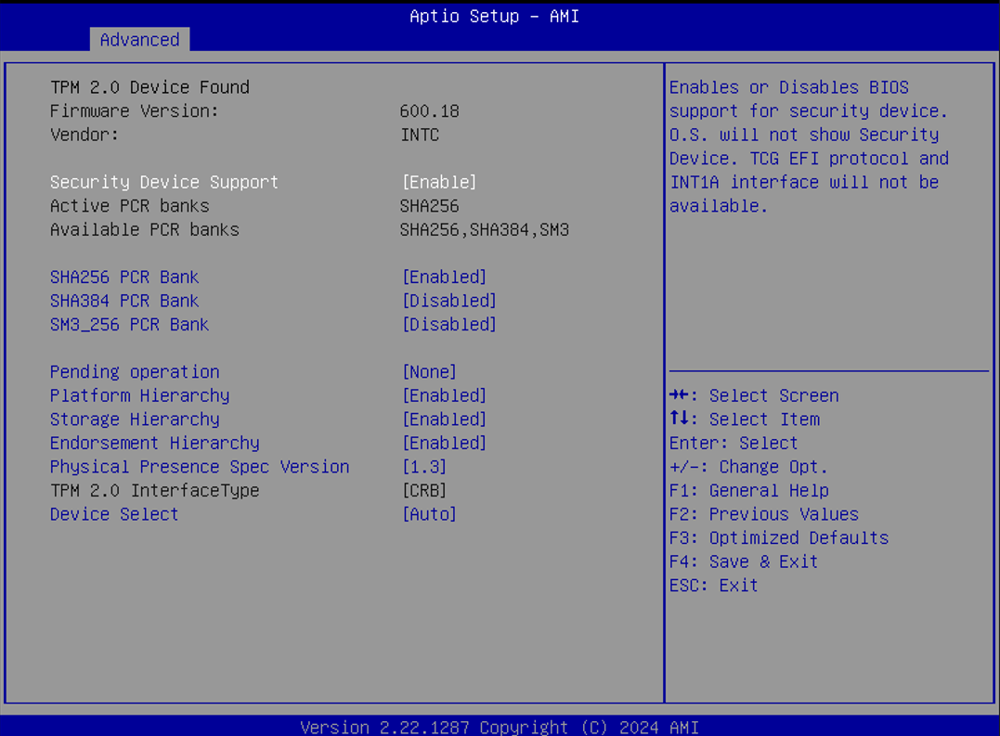 Aptio Setup – AMI
Advanced
TPM 2.0 Device Found
Firmware Version: 600.18
Vendor: INTC
Security Device Support [Enable]
Active PCR banks SHA256
Available PCR banks SHA256,SHA384,SM3
SHA256 PCR Bank [Enabled]
SHA384 PCR Bank [Disabled]
SM3_256 PCR Bank [Disabled]
Pending operation [None]
Platform Hierarchy [Enabled]
Storage Hierarchy [Enabled]
Endorsement Hierarchy [Enabled]
Physical Presence Spec Version [1.3]
TPM 2.0 InterfaceType [CRB]
Device Select [Auto]
Enables or Disables BIOS
support for security device.
O.S. will not show Security
Device. TCG EFI protocol and
INT1A interface will not be
available.
→←: Select Screen
↑↓: Select Item
Enter: Select
+/-: Change Opt.
F1: General Help
F2: Previous Values
F3: Optimized Defaults
F4: Save & Exit
ESC: Exit
Version 2.22.1287 Copyright (C) 2024 AMI